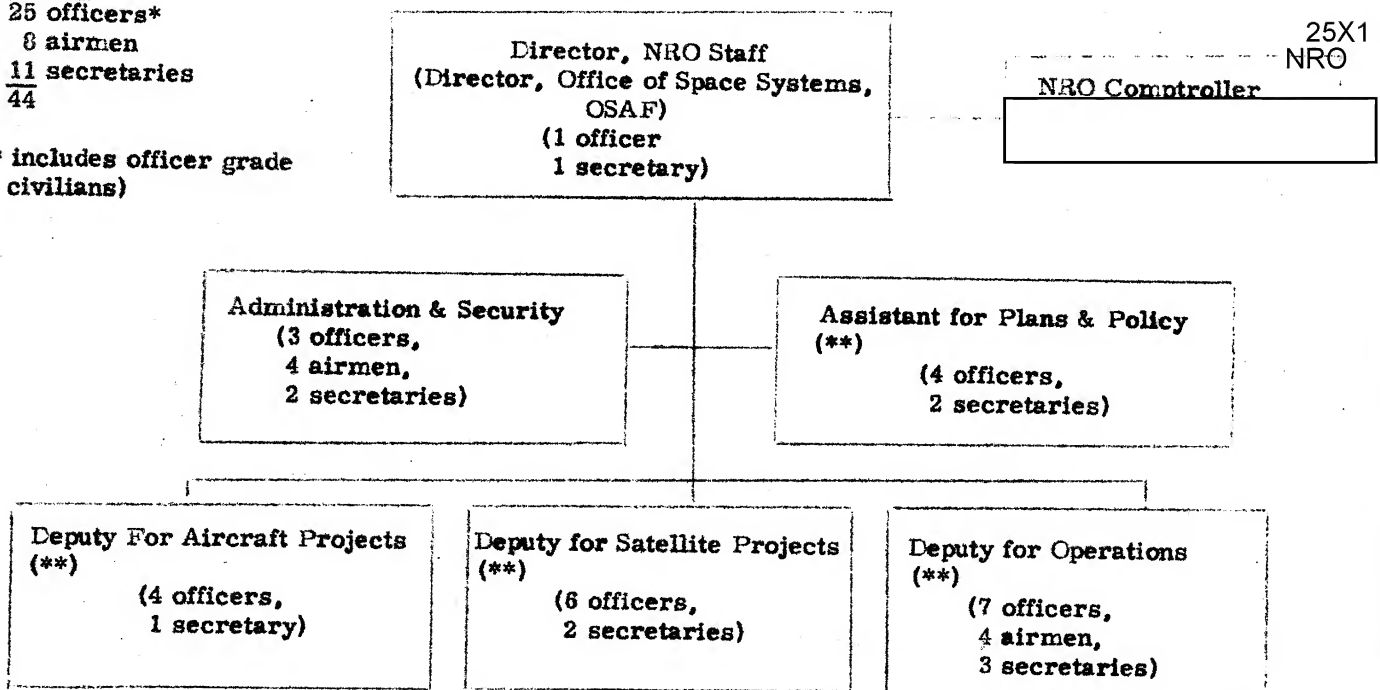 25 officers*
8 airmen
11 secretaries
44
* includes officer grade
civilians)
Director, NRO Staff
(Director, Office of Space Systems,
OSAF)
(1 officer
1 secretary)
25X1
NRO
NRO Comptroller
Administration & Security
(3 officers,
4 airmen,
2 secretaries)
Assistant for Plans & Policy
(**)
(4 officers,
2 secretaries)
Deputy For Aircraft Projects
(**)
(4 officers,
1 secretary)
Deputy for Satellite Projects
(**)
(6 officers,
2 secretaries)
Deputy for Operations
(**)
(7 officers,
4 airmen,
3 secretaries)